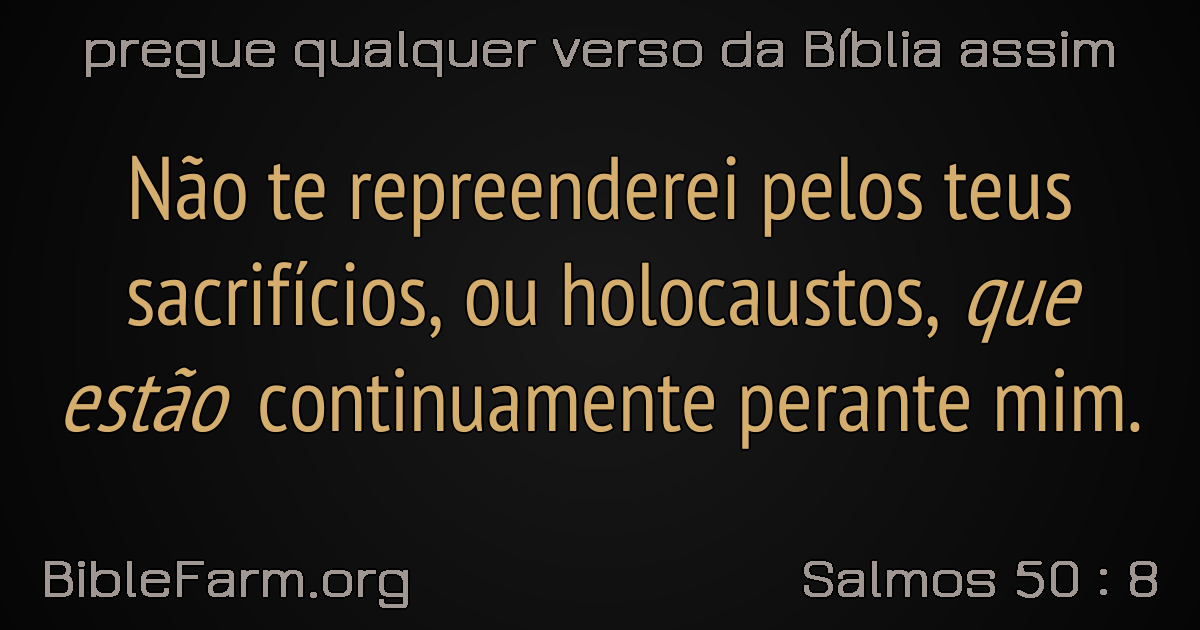 pregue qualquer verso da Bíblia assim
Não te repreenderei pelos teus
sacrifícios, ou holocaustos, que
estão continuamente perante mim.
BibleFarm.org
Salmos 50 : 8